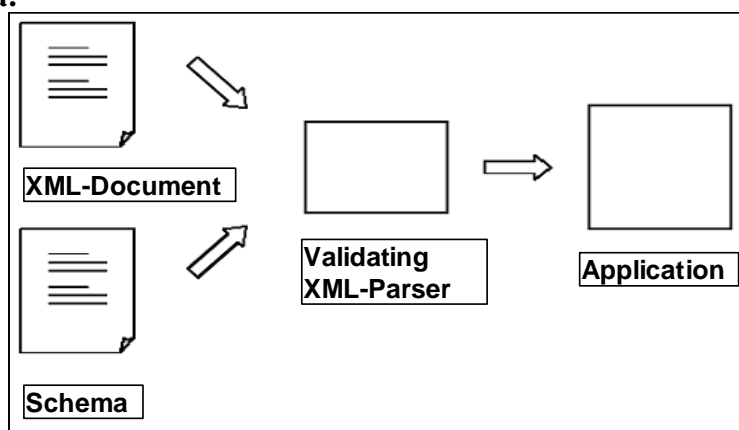 XML-Document
Validating
XML-Parser
Application
Schema